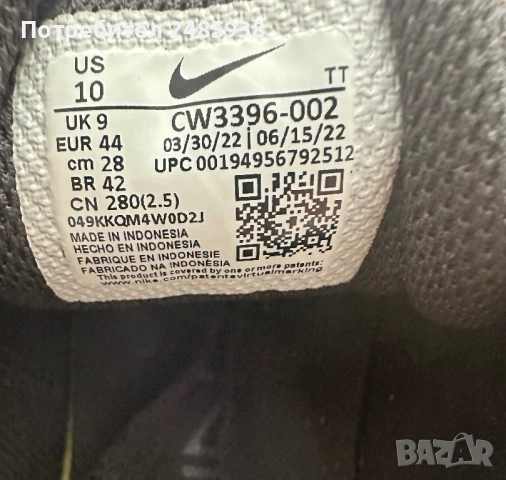 Потребител 2485938
US
10
TT
UK 9
CW3396-002
EUR 44
03/30/22 | 06/15/22
cm 28
UPC 00194956792512
BR 42
CN 280(2.5)
049KKQM4W0D2J
MADE IN INDONESIA
HECHO EN INDONESIA
FABRIQUE EN INDONESIE
FABRICADO NA INDONÉSIA
This product is covered by one or more patents:
www.nike.com/patentsvirtualmarking
BAZAR